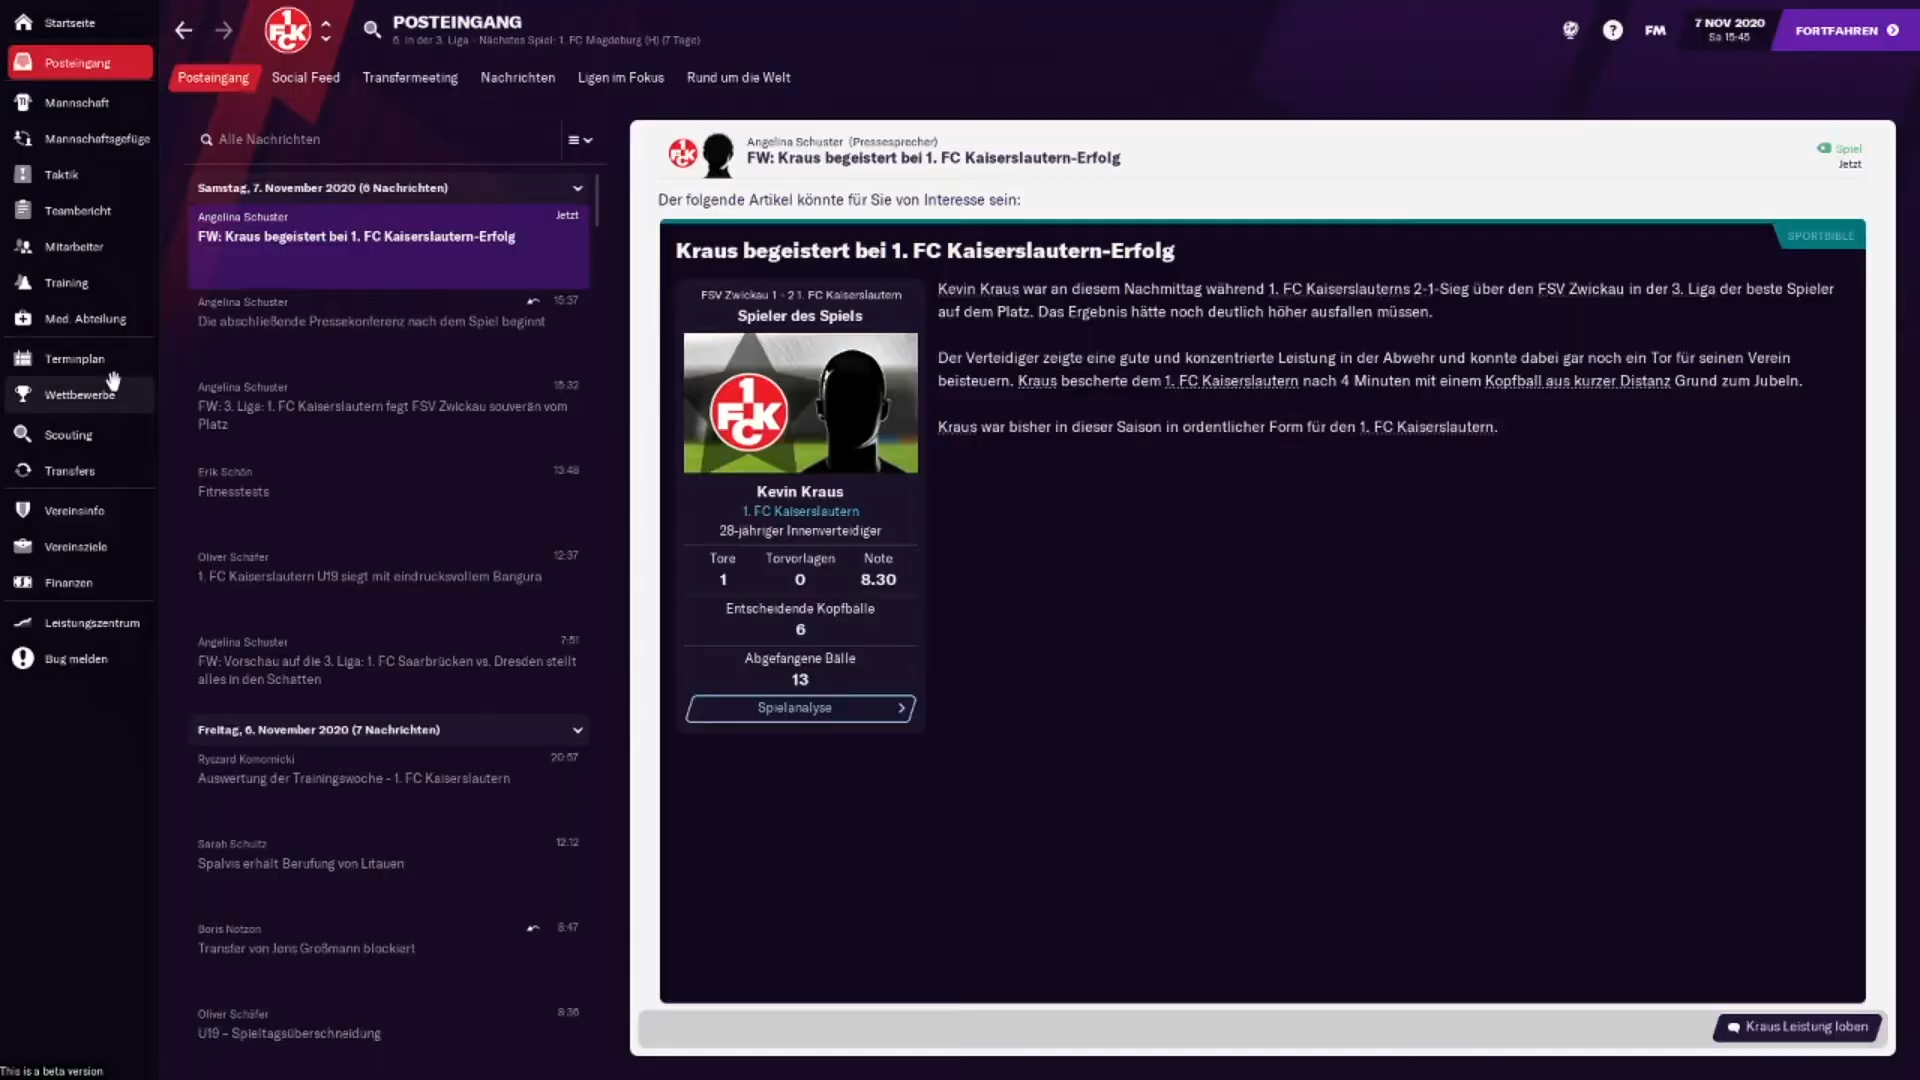 Startseite
Posteingang
Mannschaft
Mannschaftsgefüge
Taktik
Teambericht
Mitarbeiter
Training
Med. Abteilung
Terminplan
Wettbewerbe
Scouting
Transfers
Vereinsinfo
Vereinsziele
Finanzen
Leistungszentrum
Bug melden
This is a beta version
POSTEINGANG
6. in der 3. Liga - Nächstes Spiel: 1. FC Magdeburg (H) (7 Tage)
FM
7 NOV 2020
Sa 15:45
FORTFAHREN
Posteingang Social Feed Transfermeeting Nachrichten Ligen im Fokus Rund um die Welt
Alle Nachrichten
Samstag, 7. November 2020 (6 Nachrichten)
Angelina Schuster Jetzt
FW: Kraus begeistert bei 1. FC Kaiserslautern-Erfolg
Angelina Schuster 15:37
Die abschließende Pressekonferenz nach dem Spiel beginnt
Angelina Schuster 15:32
FW: 3. Liga: 1. FC Kaiserslautern fegt FSV Zwickau souverän vom
Platz
Erik Schön 13:48
Fitnesstests
Oliver Schäfer 12:37
1. FC Kaiserslautern U19 siegt mit eindrucksvollem Bangura
Angelina Schuster 7:51
FW: Vorschau auf die 3. Liga: 1. FC Saarbrücken vs. Dresden stellt
alles in den Schatten
Freitag, 6. November 2020 (7 Nachrichten)
Ryszard Komornicki 20:57
Auswertung der Trainingswoche - 1. FC Kaiserslautern
Sarah Schultz 12:12
Spalvis erhält Berufung von Litauen
Boris Notzon 8:47
Transfer von Jens Großmann blockiert
Oliver Schäfer 8:36
U19 – Spieltagsüberschneidung
Angelina Schuster (Pressesprecher)
FW: Kraus begeistert bei 1. FC Kaiserslautern-Erfolg
Spiel
Jetzt
Der folgende Artikel könnte für Sie von Interesse sein:
SPORTBIBLE
Kraus begeistert bei 1. FC Kaiserslautern-Erfolg
FSV Zwickau 1 - 2 1. FC Kaiserslautern
Spieler des Spiels
1 FCK
Kevin Kraus
1. FC Kaiserslautern
28-jähriger Innenverteidiger
Tore Torvorlagen Note
1 0 8.30
Entscheidende Kopfbälle
6
Abgefangene Bälle
13
Spielanalyse
Kevin Kraus war an diesem Nachmittag während 1. FC Kaiserslauterns 2-1-Sieg über den FSV Zwickau in der 3. Liga der beste Spieler
auf dem Platz. Das Ergebnis hätte noch deutlich höher ausfallen müssen.
Der Verteidiger zeigte eine gute und konzentrierte Leistung in der Abwehr und konnte dabei gar noch ein Tor für seinen Verein
beisteuern. Kraus bescherte dem 1. FC Kaiserslautern nach 4 Minuten mit einem Kopfball aus kurzer Distanz Grund zum Jubeln.
Kraus war bisher in dieser Saison in ordentlicher Form für den 1. FC Kaiserslautern.
Kraus Leistung loben